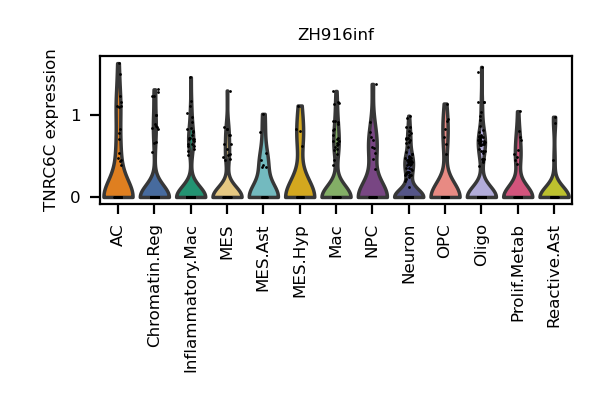 ZH916inf
TNRC6C expression
1
0
AC
Chromatin.Reg
Inflammatory.Mac
MES
MES.Ast
MES.Hyp
Mac
NPC
Neuron
OPC
Oligo
Prolif.Metab
Reactive.Ast